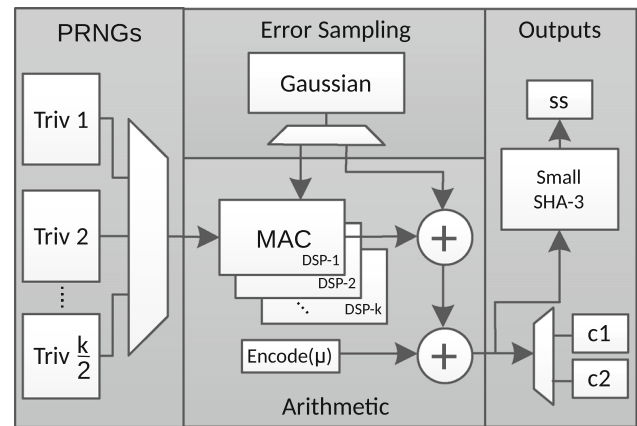 PRNGs
Triv 1
Triv 2
Triv k/2
Error Sampling
Gaussian
MAC
DSP-1
DSP-2
DSP-k
+
Encode(μ)
+
Arithmetic
Outputs
ss
Small
SHA-3
c1
c2